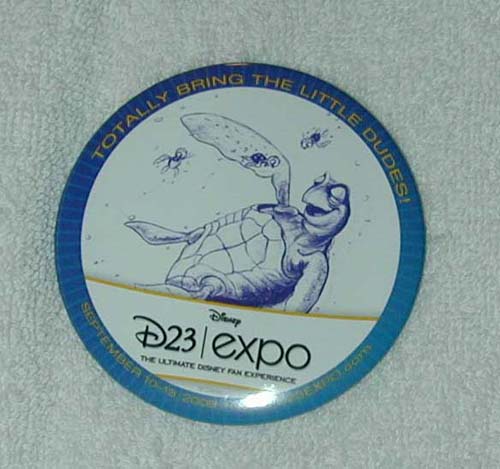 TOTALLY BRING THE LITTLE DUDES!
Disney
D23 | expo
THE ULTIMATE DISNEY FAN EXPERIENCE
SEPTEMBER 10-13, 2009